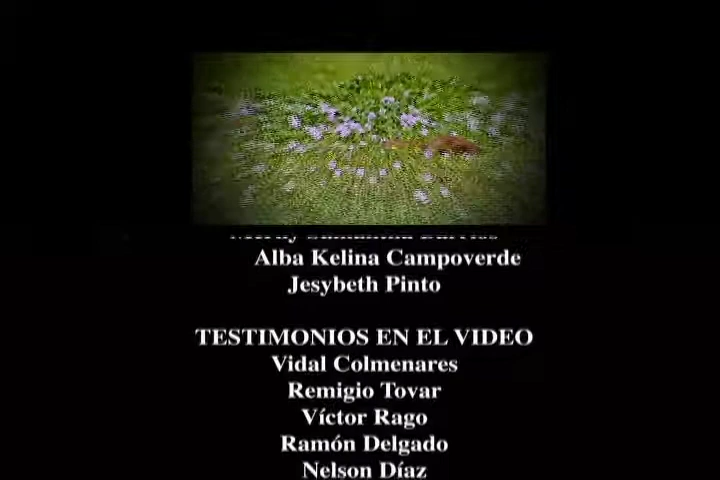 Alba Kelina Campoverde
Jesybeth Pinto
TESTIMONIOS EN EL VIDEO
Vidal Colmenares
Remigio Tovar
Víctor Rago
Ramón Delgado
Nelson Díaz